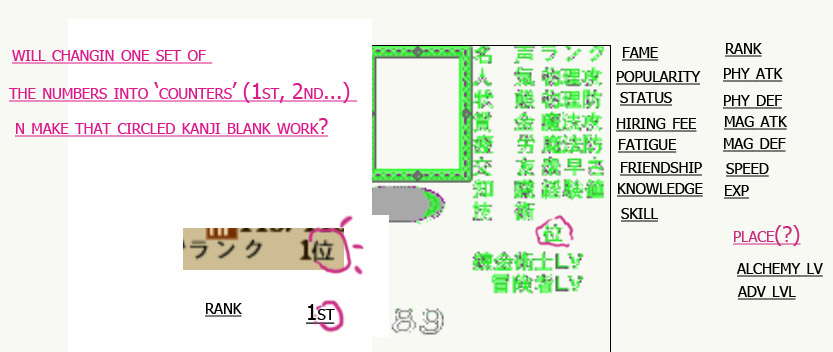 WILL CHANGIN ONE SET OF
THE NUMBERS INTO ‘COUNTERS’ (1ST, 2ND...)
N MAKE THAT CIRCLED KANJI BLANK WORK?
ランク 1位
RANK 1ST
名 声 ランク
人 氣 物理攻
状 態 物理防
賃 金 魔法攻
疲 労 魔法防
交 友 素早さ
知 識 経験値
技 術
位
錬金術士LV
冒険者LV
89
FAME
POPULARITY
STATUS
HIRING FEE
FATIGUE
FRIENDSHIP
KNOWLEDGE
SKILL
RANK
PHY ATK
PHY DEF
MAG ATK
MAG DEF
SPEED
EXP
PLACE(?)
ALCHEMY LV
ADV LVL